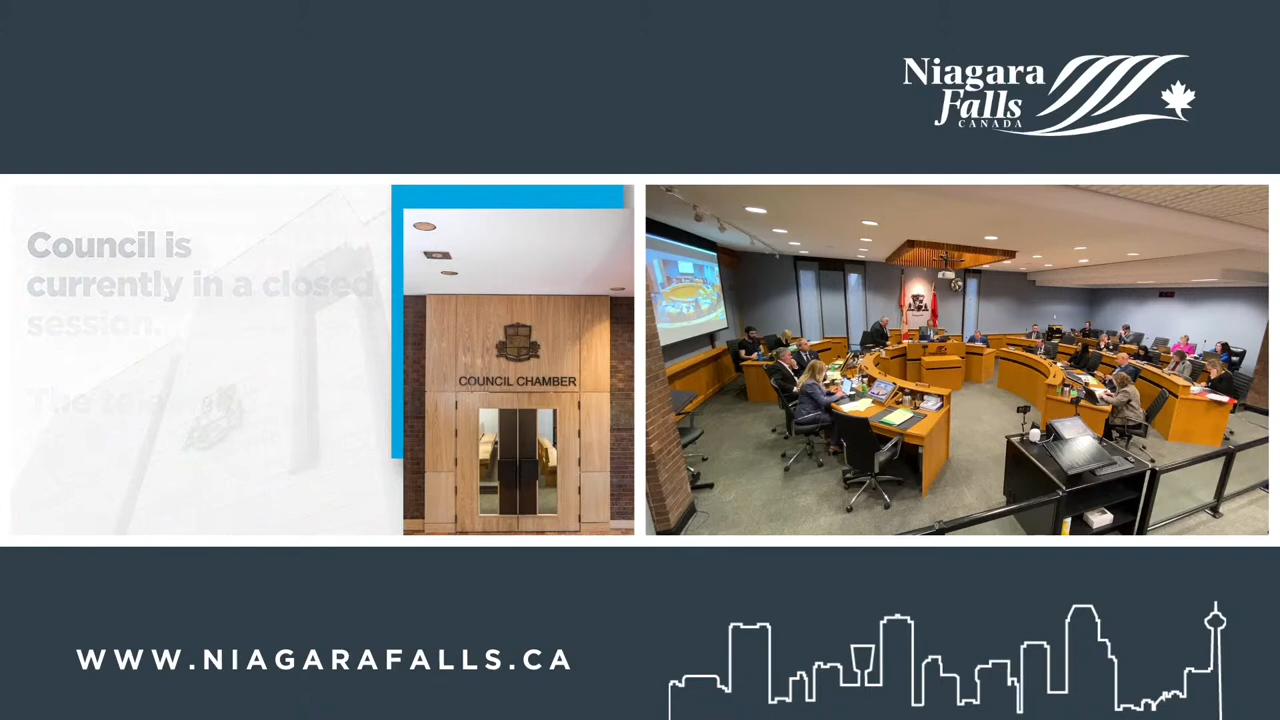 Niagara
Falls
CANADA
Council is
currently in a closed
session.
COUNCIL CHAMBER
WWW.NIAGARAFALLS.CA